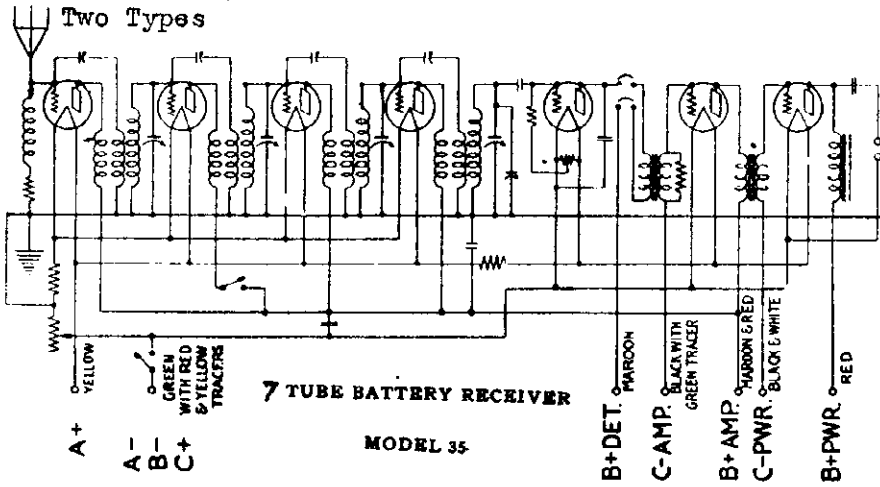 Two Types
7 TUBE BATTERY RECEIVER
MODEL 35
A+
YELLOW
A-
B-
C+
GREEN
WITH RED
& YELLOW
TRACERS
B+DET.
MAROON
C-AMP.
BLACK WITH
GREEN TRACER
B+AMP.
MAROON & RED
C-PWR.
BLACK & WHITE
B+PWR.
RED